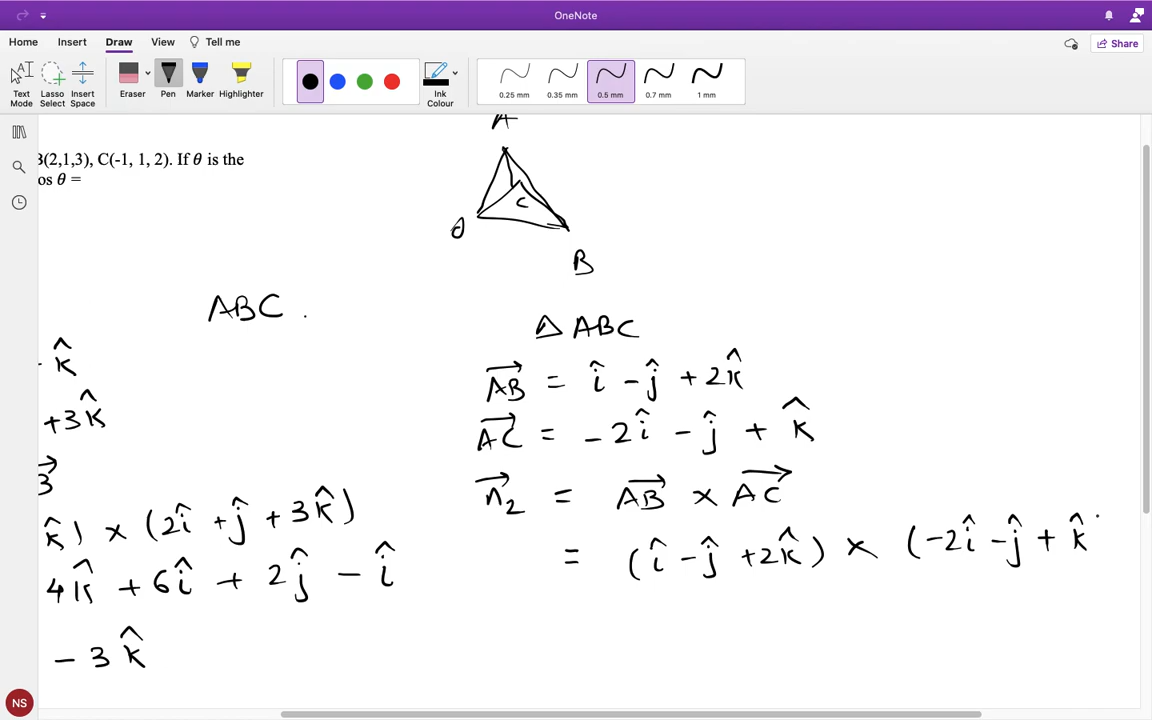 OneNote
Home Insert Draw View Tell me
Share
Text Mode
Lasso Select
Insert Space
Eraser
Pen
Marker
Highlighter
Ink Colour
0.25 mm
0.35 mm
0.5 mm
0.7 mm
1 mm
(2,1,3), C(-1, 1, 2). If θ is the
os θ =
A
C
O
B
ABC .
- k̂
+3k̂
k̂) × (2î + ĵ + 3k̂)
4k̂ + 6î + 2ĵ - î
- 3k̂
△ ABC
AB⃗ = î - ĵ + 2k̂
AC⃗ = -2î - ĵ + k̂
n⃗₂ = AB⃗ × AC⃗
= (î - ĵ + 2k̂) × (-2î - ĵ + k̂
NS